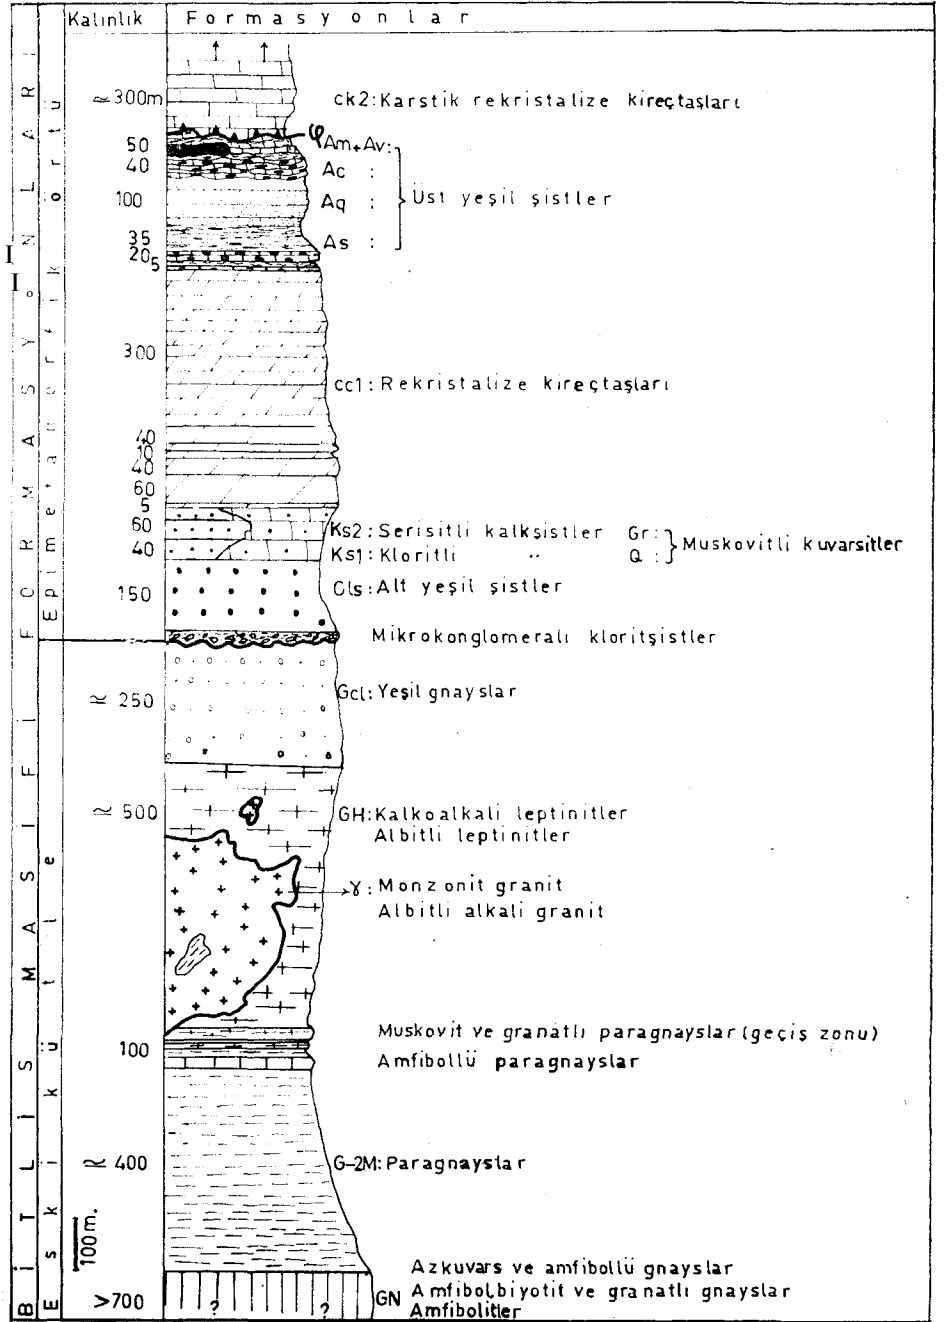 Kalınlık
Formasyonlar
≈300m
ck2: Karstik rekristalize kireçtaşları
φ Am+Av:
50
Ac :
40
Aq :
100
Üst yeşil şistler
As :
35
20
5
300
cc1: Rekristalize kireçtaşları
40
10
40
60
5
60
Ks2: Serisitli kalkşistler Gr:
40
Ks1: Kloritli " Q :
Muskovitli kuvarsitler
150
Cls: Alt yeşil şistler
Mikrokonglomeralı kloritşistler
≈ 250
Gcl: Yeşil gnayslar
≈ 500
GH: Kalkoalkali leptinitler
Albitli leptinitler
γ: Monzonit granit
Albitli alkali granit
Muskovit ve granatlı paragnayslar (geçiş zonu)
100
Amfibollü paragnayslar
≈ 400
G-2M: Paragnayslar
100m.
Azkuvars ve amfibollü gnayslar
>700
? ?
GN Amfibol, biyotit ve granatlı gnayslar
Amfibolitler
BİTLİS MASİFİ FORMASYONLARI
Eski kütle
Epimetamorfik örtü
I
I